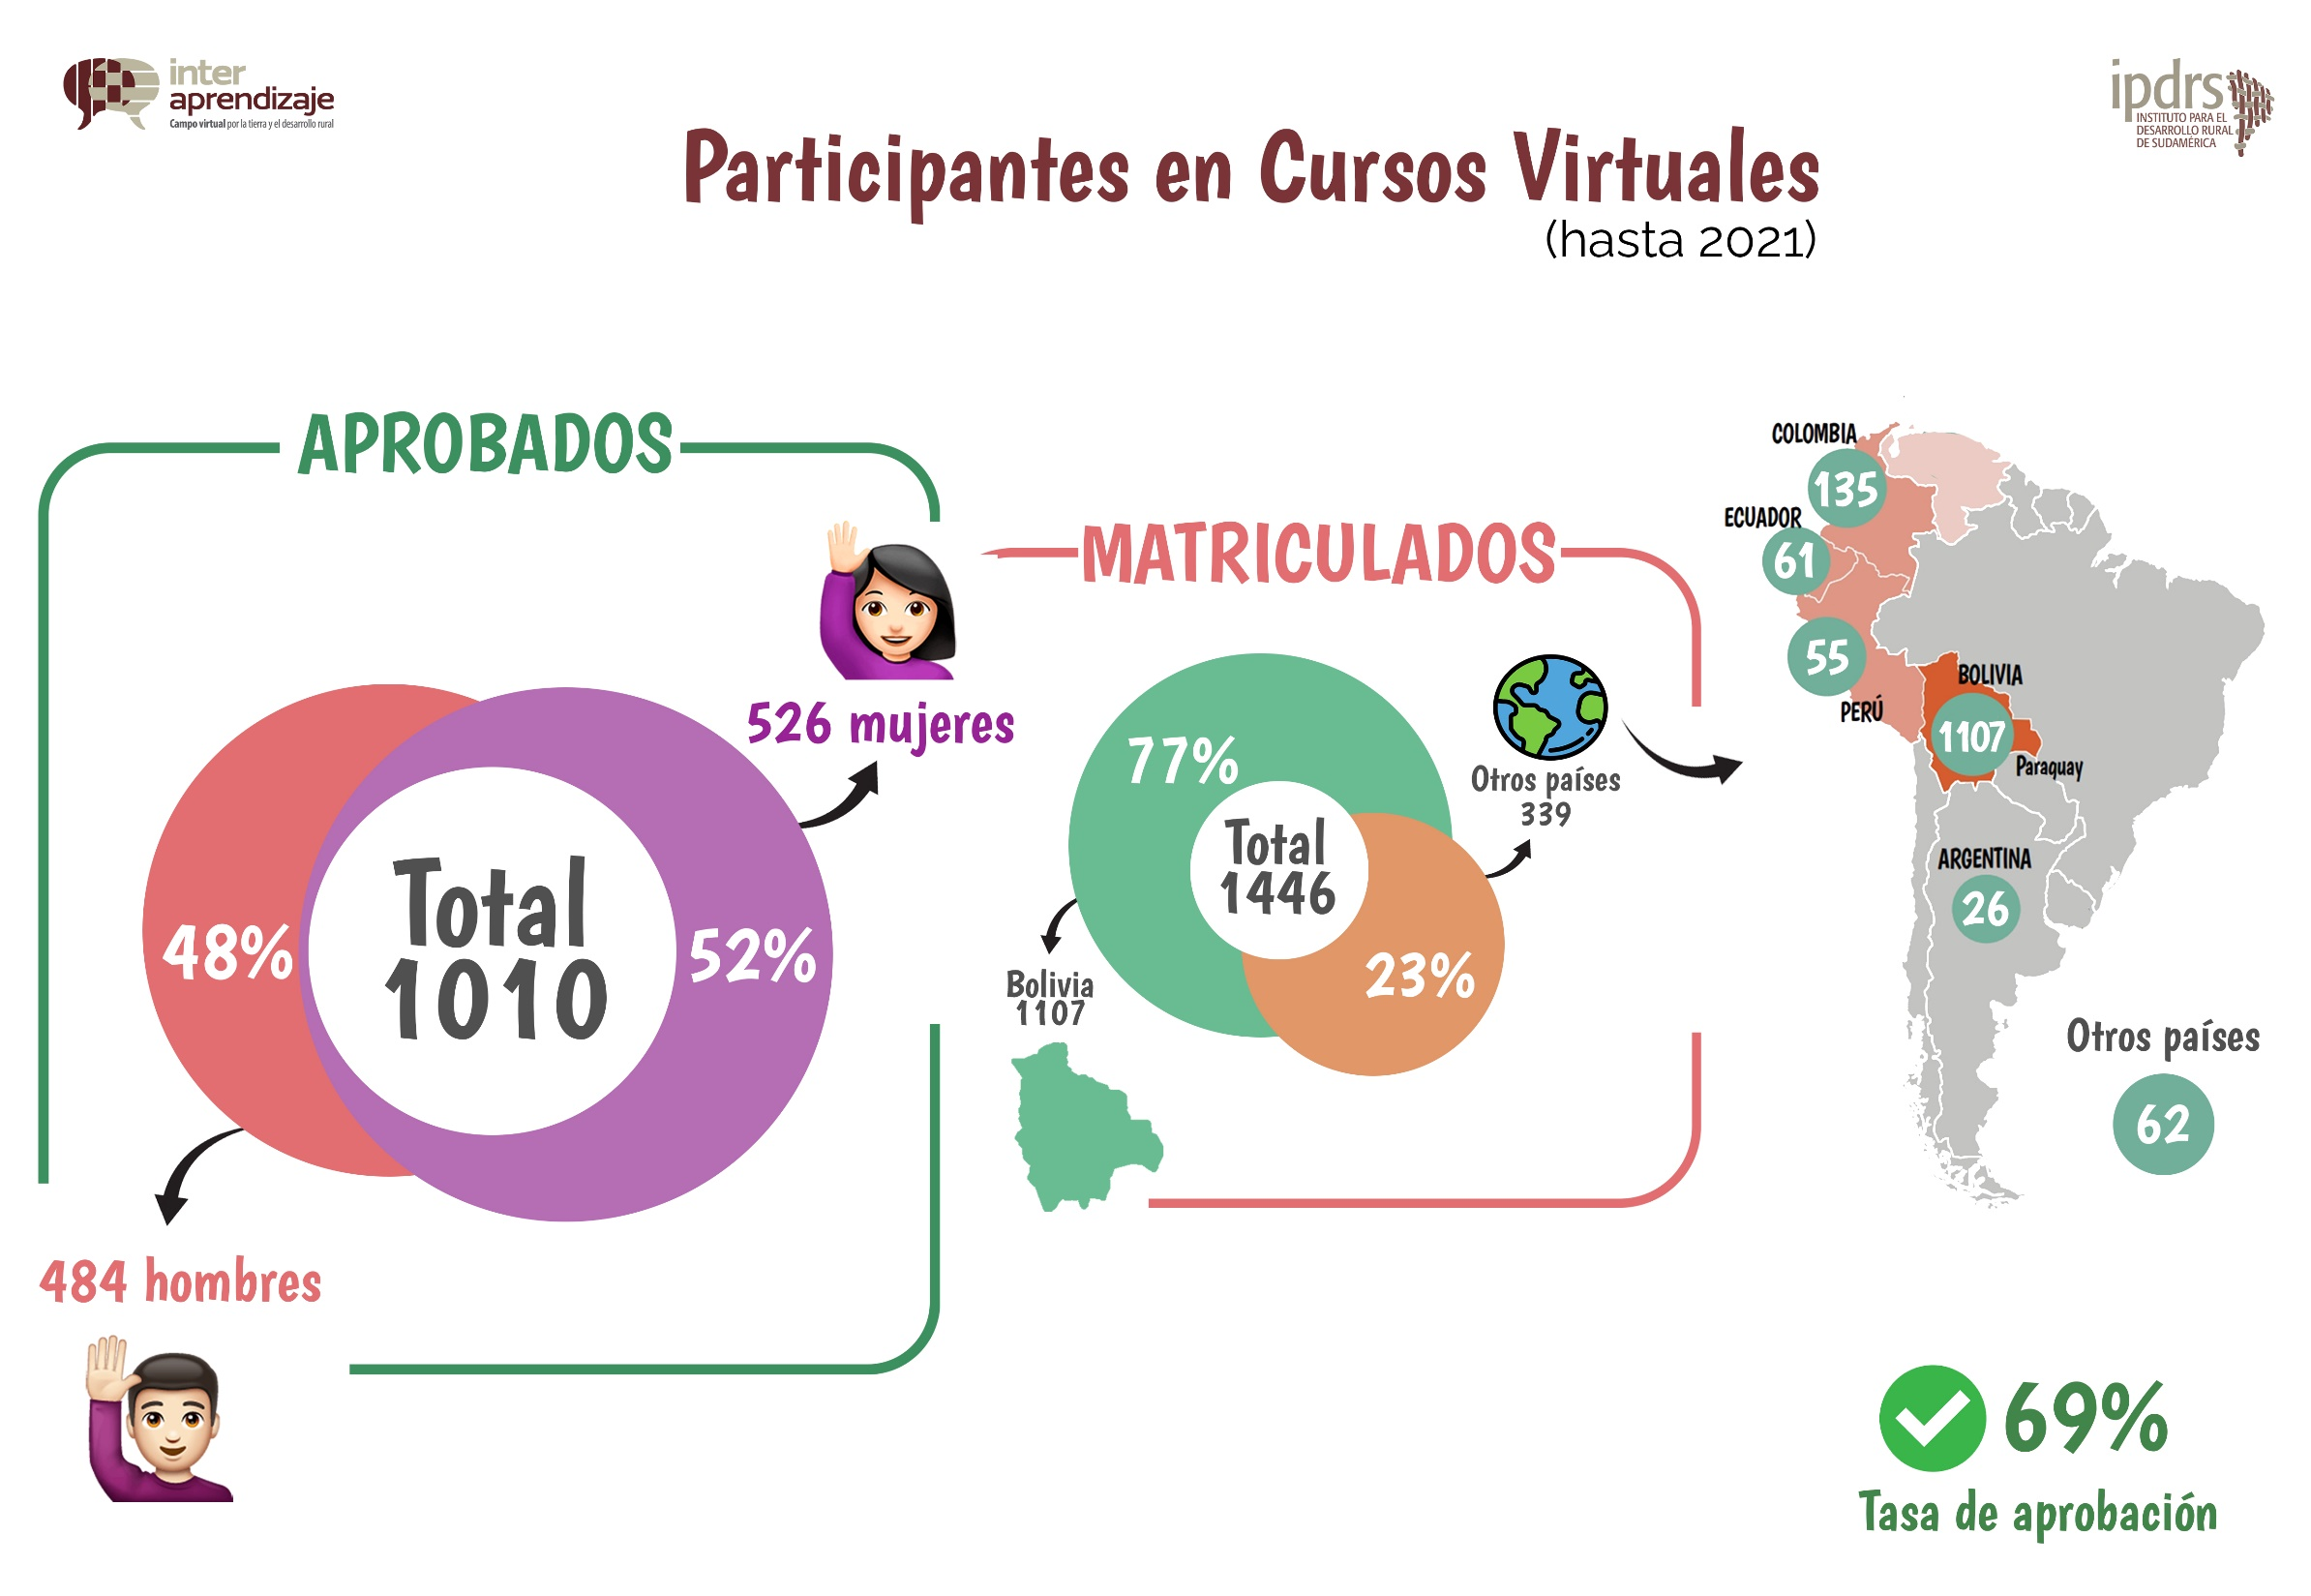 inter
aprendizaje
Campo virtual por la tierra y el desarrollo rural
ipdrs
INSTITUTO PARA EL
DESARROLLO RURAL
DE SUDAMÉRICA
Participantes en Cursos Virtuales
(hasta 2021)
APROBADOS
526 mujeres
48%
Total
1010
52%
484 hombres
MATRICULADOS
77%
Total
1446
23%
Otros países
339
Bolivia
1107
COLOMBIA
135
ECUADOR
61
55
PERÚ
BOLIVIA
1107
Paraquay
ARGENTINA
26
Otros países
62
69%
Tasa de aprobación